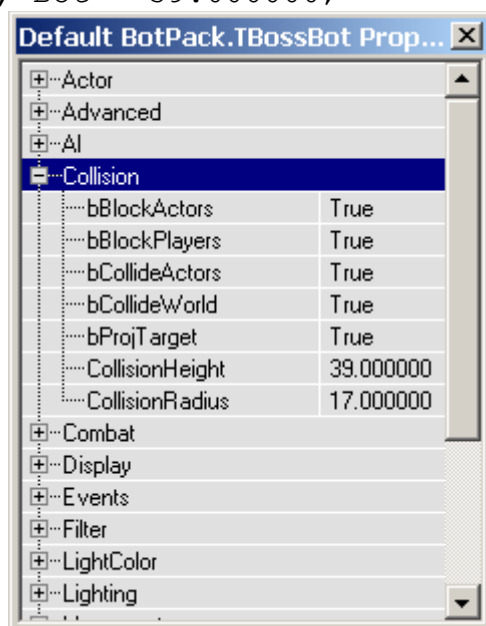 Default BotPack.TBossBot Prop...
Actor
Advanced
AI
Collision
bBlockActors True
bBlockPlayers True
bCollideActors True
bCollideWorld True
bProjTarget True
CollisionHeight 39.000000
CollisionRadius 17.000000
Combat
Display
Events
Filter
LightColor
Lighting